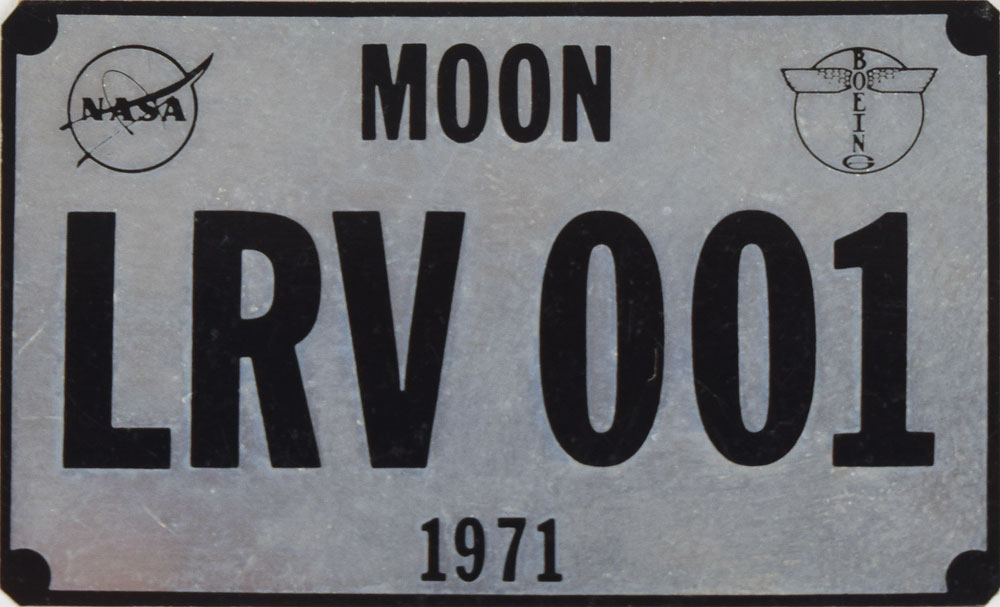 NASA
MOON
BOEING
LRV 001
1971